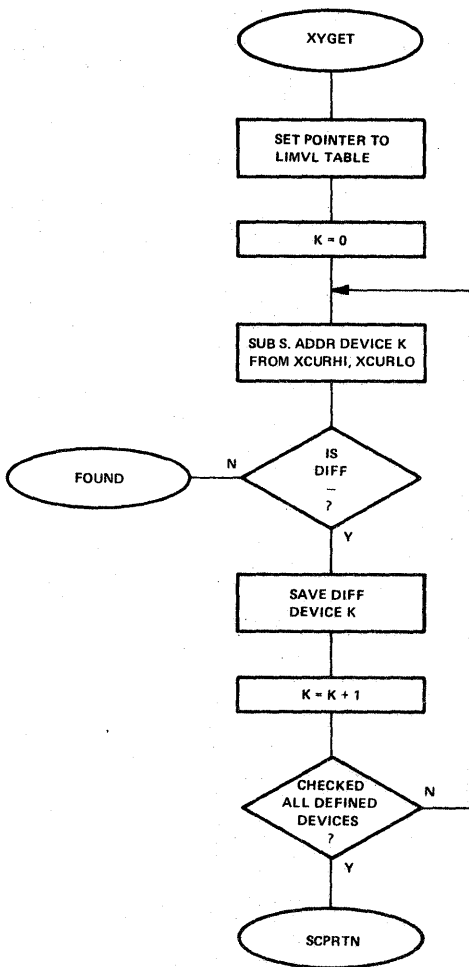 XYGET
SET POINTER TO
LIMVL TABLE
K = 0
SUB S. ADDR DEVICE K
FROM XCURHI, XCURLO
FOUND
N
IS
DIFF
–
?
Y
SAVE DIFF
DEVICE K
K = K + 1
CHECKED
ALL DEFINED
DEVICES
?
N
Y
SCPRTN